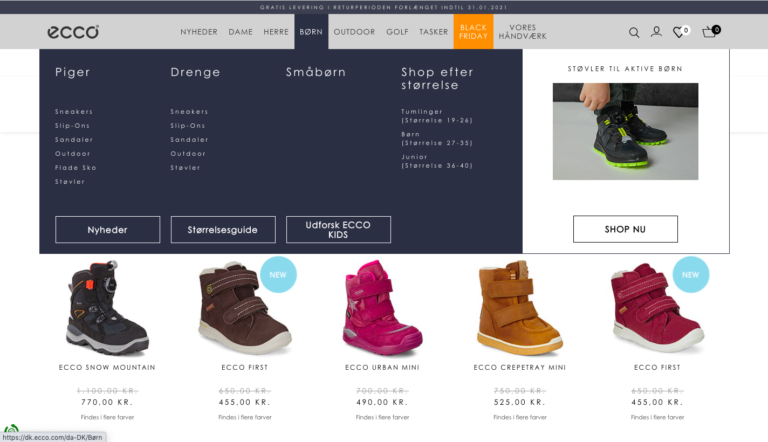 GRATIS LEVERING I RETURPERIODEN FORLÆNGET INDTIL 31.01.2021
ecco
NYHEDER DAME HERRE BØRN OUTDOOR GOLF TASKER BLACK FRIDAY VORES HÅNDVÆRK
0
0
Piger
Sneakers
Slip-Ons
Sandaler
Outdoor
Flade Sko
Støvler
Drenge
Sneakers
Slip-Ons
Sandaler
Outdoor
Støvler
Småbørn
Shop efter
størrelse
Tumlinger
(Størrelse 19-26)
Børn
(Størrelse 27-35)
Junior
(Størrelse 36-40)
Nyheder
Størrelsesguide
Udforsk ECCO
KIDS
STØVLER TIL AKTIVE BØRN
SHOP NU
NEW
NEW
ECCO SNOW MOUNTAIN
1.100,00 KR.
770,00 KR.
Findes i flere farver
ECCO FIRST
650,00 KR.
455,00 KR.
Findes i flere farver
ECCO URBAN MINI
700,00 KR.
490,00 KR.
Findes i flere farver
ECCO CREPETRAY MINI
750,00 KR.
525,00 KR.
Findes i flere farver
ECCO FIRST
650,00 KR.
455,00 KR.
Findes i flere farver
https://dk.ecco.com/da-DK/Børn